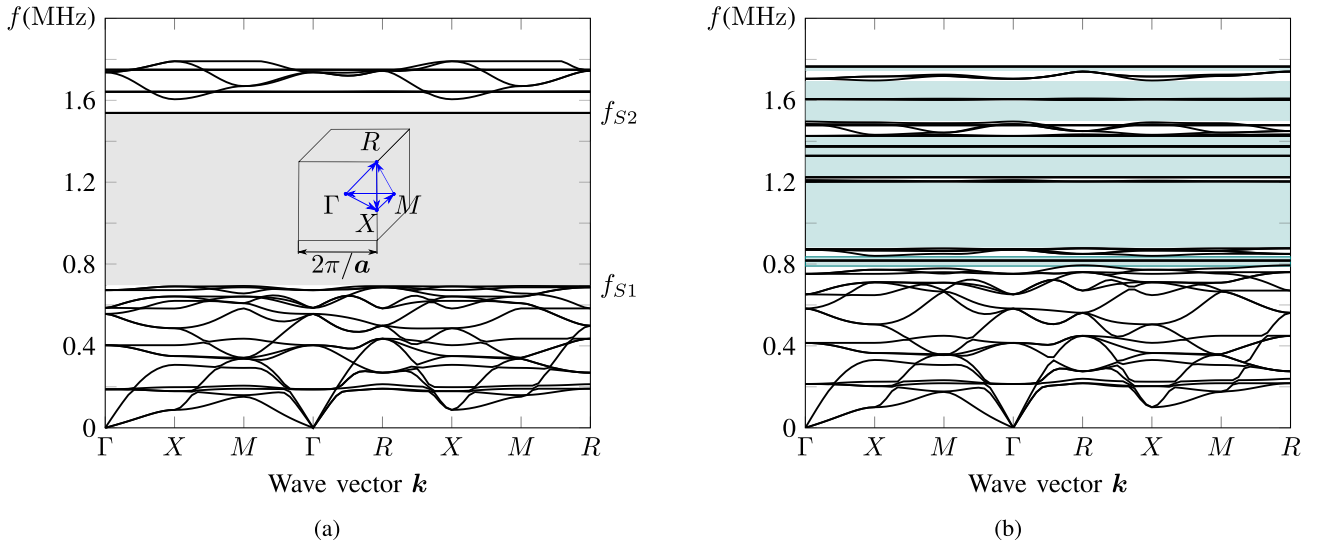 f(MHz)
1.6
1.2
0.8
0.4
0
f_{S2}
f_{S1}
R
Γ
M
X
2π/a
Γ X M Γ R X M R
Wave vector k
(a)
f(MHz)
1.6
1.2
0.8
0.4
0
Γ X M Γ R X M R
Wave vector k
(b)